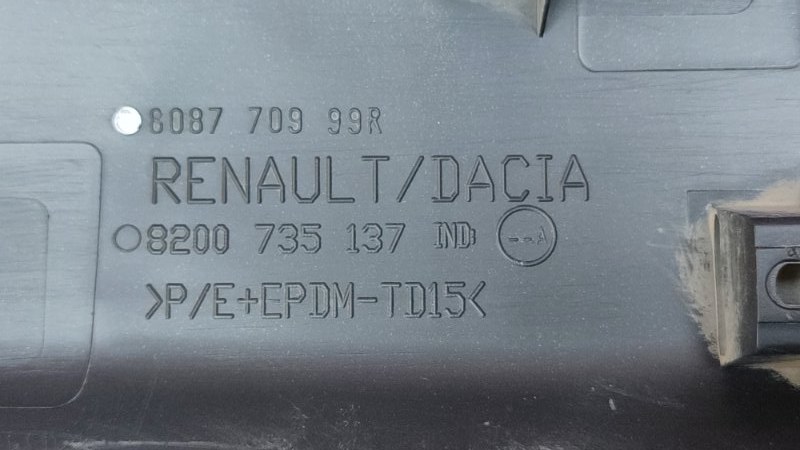 8087 709 99R
RENAULT/DACIA
8200 735 137 IND: --A
>P/E+EPDM-TD15<